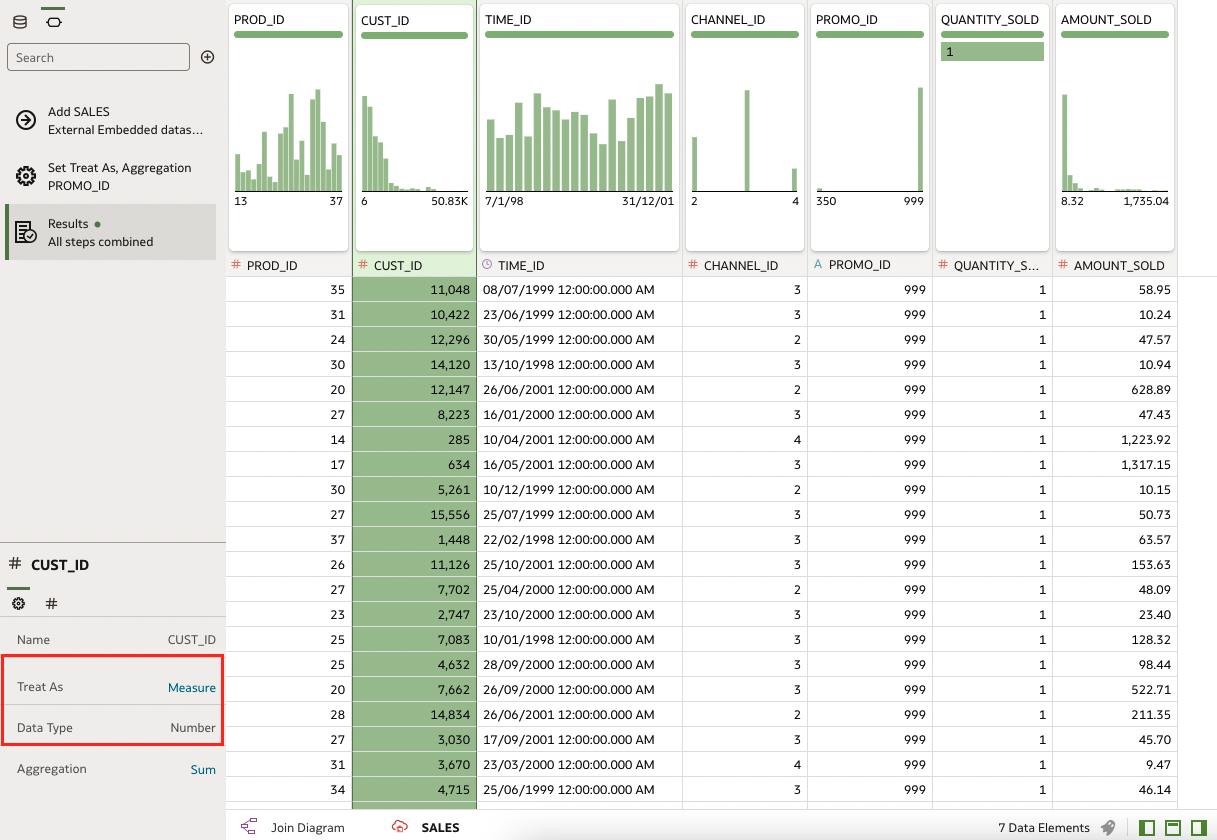 Search
Add SALES
External Embedded datas...
Set Treat As, Aggregation
PROMO_ID
Results
All steps combined
# CUST_ID
#
Name CUST_ID
Treat As Measure
Data Type Number
Aggregation Sum
PROD_ID CUST_ID TIME_ID CHANNEL_ID PROMO_ID QUANTITY_SOLD AMOUNT_SOLD
1
13 37 6 50.83K 7/1/98 31/12/01 2 4 350 999 8.32 1,735.04
# PROD_ID # CUST_ID TIME_ID # CHANNEL_ID A PROMO_ID # QUANTITY_S... # AMOUNT_SOLD
35 11,048 08/07/1999 12:00:00.000 AM 3 999 1 58.95
31 10,422 23/06/1999 12:00:00.000 AM 3 999 1 10.24
24 12,296 30/05/1999 12:00:00.000 AM 2 999 1 47.57
30 14,120 13/10/1998 12:00:00.000 AM 3 999 1 10.94
20 12,147 26/06/2001 12:00:00.000 AM 2 999 1 628.89
27 8,223 16/01/2000 12:00:00.000 AM 3 999 1 47.43
14 285 10/04/2001 12:00:00.000 AM 4 999 1 1,223.92
17 634 16/05/2001 12:00:00.000 AM 3 999 1 1,317.15
30 5,261 10/12/1999 12:00:00.000 AM 2 999 1 10.15
27 15,556 25/07/1999 12:00:00.000 AM 3 999 1 50.73
37 1,448 22/02/1998 12:00:00.000 AM 3 999 1 63.57
26 11,126 25/10/2001 12:00:00.000 AM 3 999 1 153.63
27 7,702 25/04/2000 12:00:00.000 AM 2 999 1 48.09
23 2,747 23/10/2000 12:00:00.000 AM 3 999 1 23.40
25 7,083 10/01/1998 12:00:00.000 AM 3 999 1 128.32
25 4,632 28/09/2000 12:00:00.000 AM 3 999 1 98.44
20 7,662 26/09/2000 12:00:00.000 AM 3 999 1 522.71
28 14,834 26/06/2001 12:00:00.000 AM 2 999 1 211.35
27 3,030 17/09/2001 12:00:00.000 AM 3 999 1 45.70
31 3,670 23/03/2000 12:00:00.000 AM 4 999 1 9.47
34 4,715 25/06/1999 12:00:00.000 AM 3 999 1 46.14
Join Diagram SALES 7 Data Elements